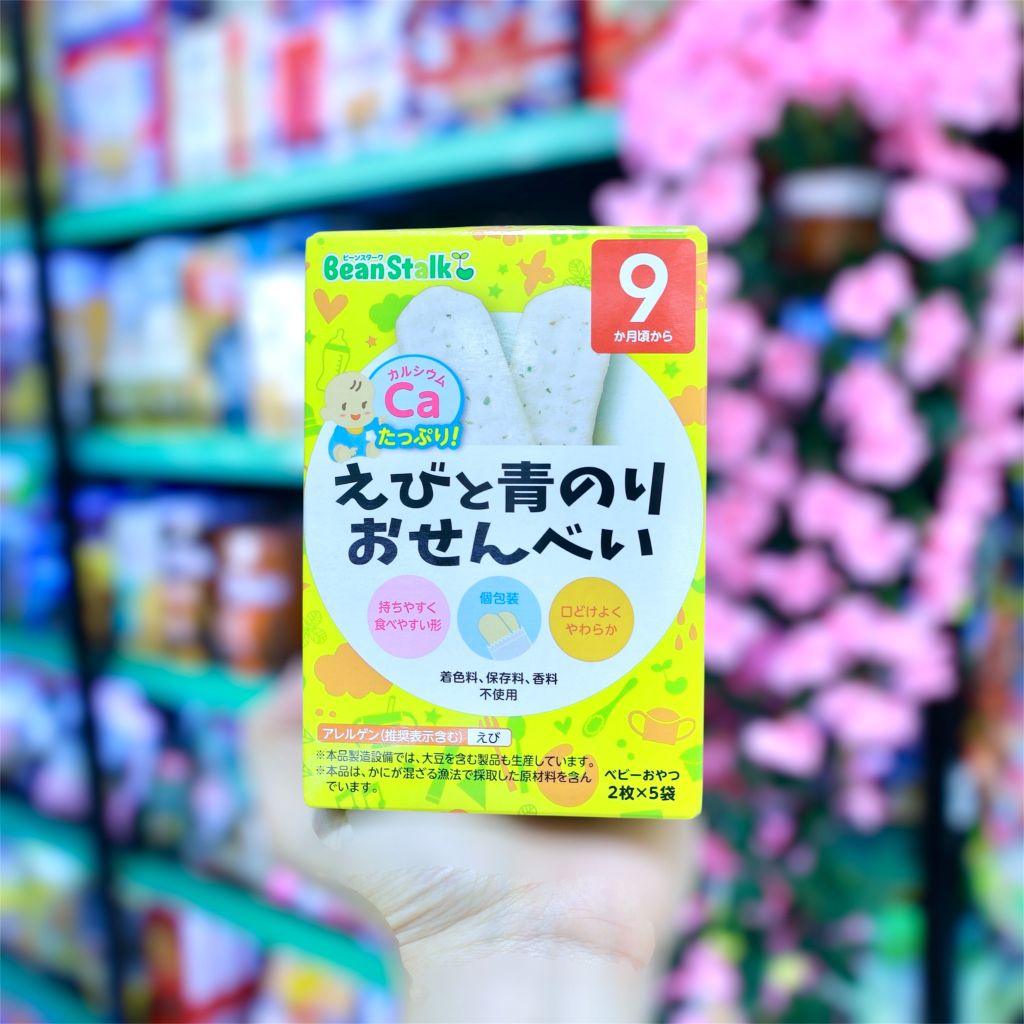 ビーンスターク
BeanStalk
9
か月頃から
カルシウム
Ca
たっぷり!
えびと青のり
おせんべい
持ちやすく
食べやすい形
個包装
口どけよく
やわらか
着色料、保存料、香料
不使用
アレルゲン(推奨表示含む) えび
※本品製造設備では、大豆を含む製品も生産しています。
※本品は、かにが混ざる漁法で採取した原材料を含ん
でいます。
ベビーおやつ
2枚×5袋